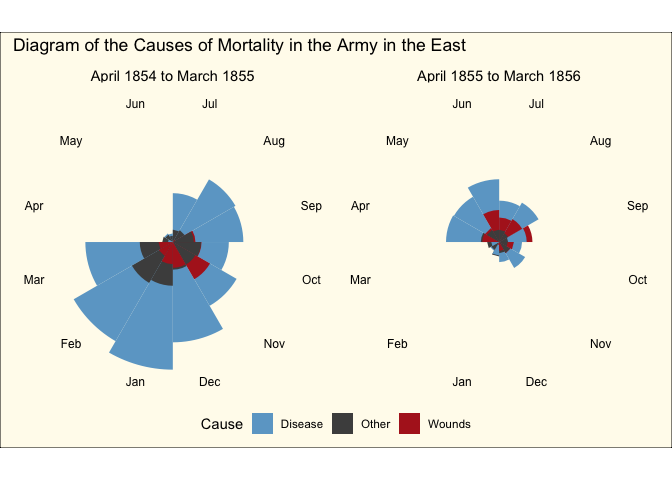 Diagram of the Causes of Mortality in the Army in the East
April 1854 to March 1855
April 1855 to March 1856
Jun Jul
May Aug
Apr Sep
Mar Oct
Feb Nov
Jan Dec
Jun Jul
May Aug
Apr Sep
Mar Oct
Feb Nov
Jan Dec
Cause Disease Other Wounds